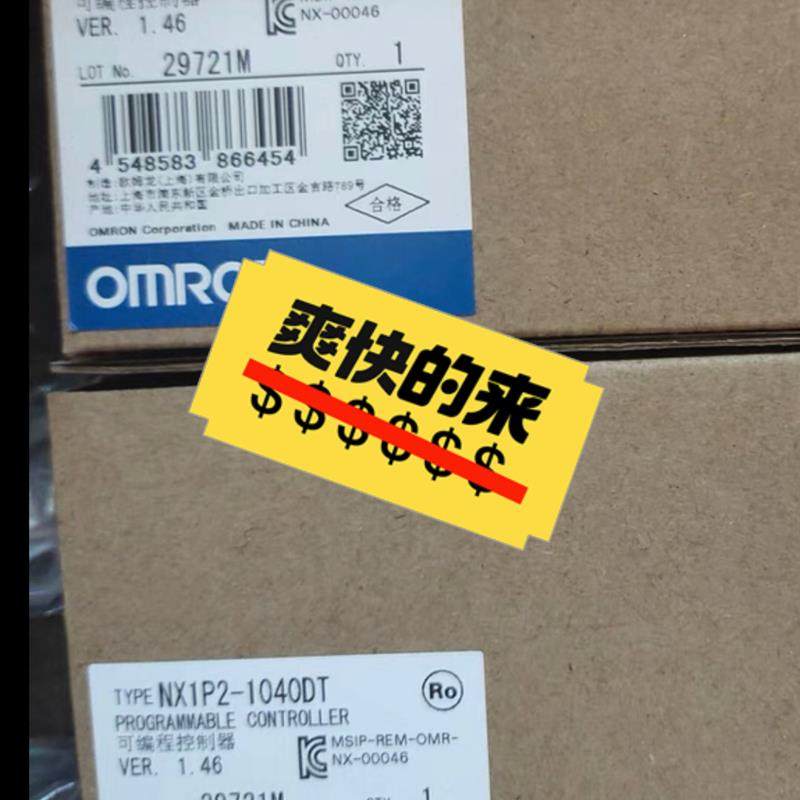 可编程控制器
VER. 1.46
NX-00046
LOT No. 29721M QTY. 1
4 548583 866454
制造:欧姆龙(上海)有限公司
地址:上海市浦东新区金桥出口加工区金吉路789号
产地:中华人民共和国
合格
OMRON Corporation MADE IN CHINA
OMRO
爽快的来
$$$$$$
TYPE NX1P2-1040DT
Ro
PROGRAMMABLE CONTROLLER
可编程控制器
MSIP-REM-OMR-
NX-00046
VER. 1.46
29721M 1